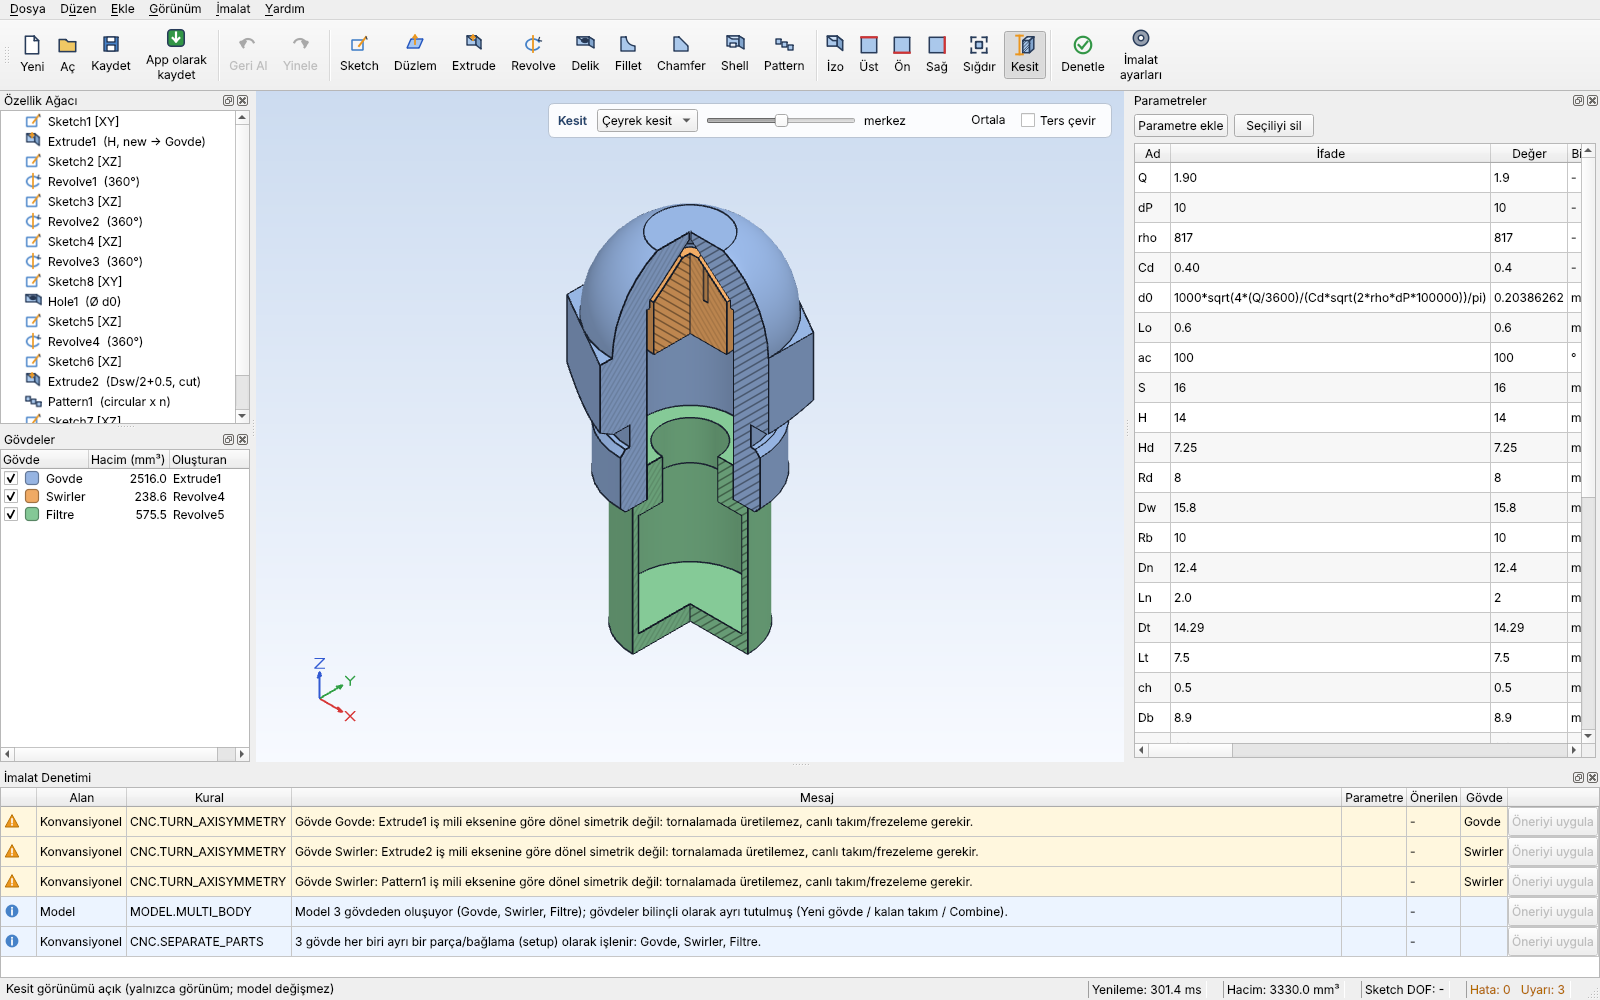 Dosya Düzen Ekle Görünüm İmalat Yardım
Yeni Aç Kaydet App olarak kaydet Geri Al Yinele Sketch Düzlem Extrude Revolve Delik Fillet Chamfer Shell Pattern İzo Üst Ön Sağ Sığdır Kesit Denetle İmalat ayarları
Özellik Ağacı
Sketch1 [XY]
Extrude1 (H, new → Govde)
Sketch2 [XZ]
Revolve1 (360°)
Sketch3 [XZ]
Revolve2 (360°)
Sketch4 [XZ]
Revolve3 (360°)
Sketch8 [XY]
Hole1 (Ø d0)
Sketch5 [XZ]
Revolve4 (360°)
Sketch6 [XZ]
Extrude2 (Dsw/2+0.5, cut)
Pattern1 (circular x n)
Sketch7 [XZ]
Gövdeler
Gövde Hacim (mm³) Oluşturan
Govde 2516.0 Extrude1
Swirler 238.6 Revolve4
Filtre 575.5 Revolve5
Kesit Çeyrek kesit merkez Ortala Ters çevir
Z
Y
X
Parametreler
Parametre ekle Seçiliyi sil
Ad İfade Değer Bi
Q 1.90 1.9 -
dP 10 10 -
rho 817 817 -
Cd 0.40 0.4 -
d0 1000*sqrt(4*(Q/3600)/(Cd*sqrt(2*rho*dP*100000))/pi) 0.20386262 m
Lo 0.6 0.6 m
ac 100 100 °
S 16 16 m
H 14 14 m
Hd 7.25 7.25 m
Rd 8 8 m
Dw 15.8 15.8 m
Rb 10 10 m
Dn 12.4 12.4 m
Ln 2.0 2 m
Dt 14.29 14.29 m
Lt 7.5 7.5 m
ch 0.5 0.5 m
Db 8.9 8.9 m
İmalat Denetimi
Alan Kural Mesaj Parametre Önerilen Gövde
Konvansiyonel CNC.TURN_AXISYMMETRY Gövde Govde: Extrude1 iş mili eksenine göre dönel simetrik değil: tornalamada üretilemez, canlı takım/frezeleme gerekir. - Govde Öneriyi uygula
Konvansiyonel CNC.TURN_AXISYMMETRY Gövde Swirler: Extrude2 iş mili eksenine göre dönel simetrik değil: tornalamada üretilemez, canlı takım/frezeleme gerekir. - Swirler Öneriyi uygula
Konvansiyonel CNC.TURN_AXISYMMETRY Gövde Swirler: Pattern1 iş mili eksenine göre dönel simetrik değil: tornalamada üretilemez, canlı takım/frezeleme gerekir. - Swirler Öneriyi uygula
Model MODEL.MULTI_BODY Model 3 gövdeden oluşuyor (Govde, Swirler, Filtre); gövdeler bilinçli olarak ayrı tutulmuş (Yeni gövde / kalan takım / Combine). - Öneriyi uygula
Konvansiyonel CNC.SEPARATE_PARTS 3 gövde her biri ayrı bir parça/bağlama (setup) olarak işlenir: Govde, Swirler, Filtre. - Öneriyi uygula
Kesit görünümü açık (yalnızca görünüm; model değişmez) Yenileme: 301.4 ms Hacim: 3330.0 mm³ Sketch DOF: - Hata: 0 Uyarı: 3